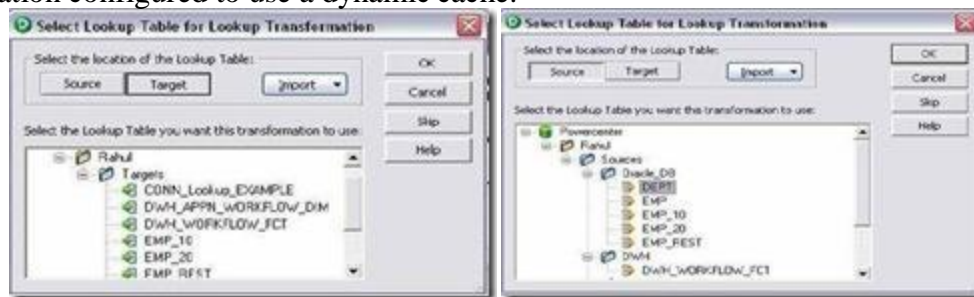 ation configured to use a dynamic cache.
Select Lookup Table for Lookup Transformation
Select the location of the Lookup Table:
Source Target Import
OK
Cancel
Skip
Help
Select the Lookup Table you want this transformation to use:
Rahul
Targets
CONN_Lookup_EXAMPLE
DWH_APPN_WORKFLOW_DIM
DWH_WORKFLOW_FCT
EMP_10
EMP_20
EMP_REST
Select Lookup Table for Lookup Transformation
Select the location of the Lookup Table:
Source Target Import
OK
Cancel
Skip
Help
Select the Lookup Table you want this transformation to use:
Powercenter
Rahul
Sources
Oracle_DB
DEPT
EMP
EMP_10
EMP_20
EMP_REST
DWH
DWH_WORKFLOW_FCT